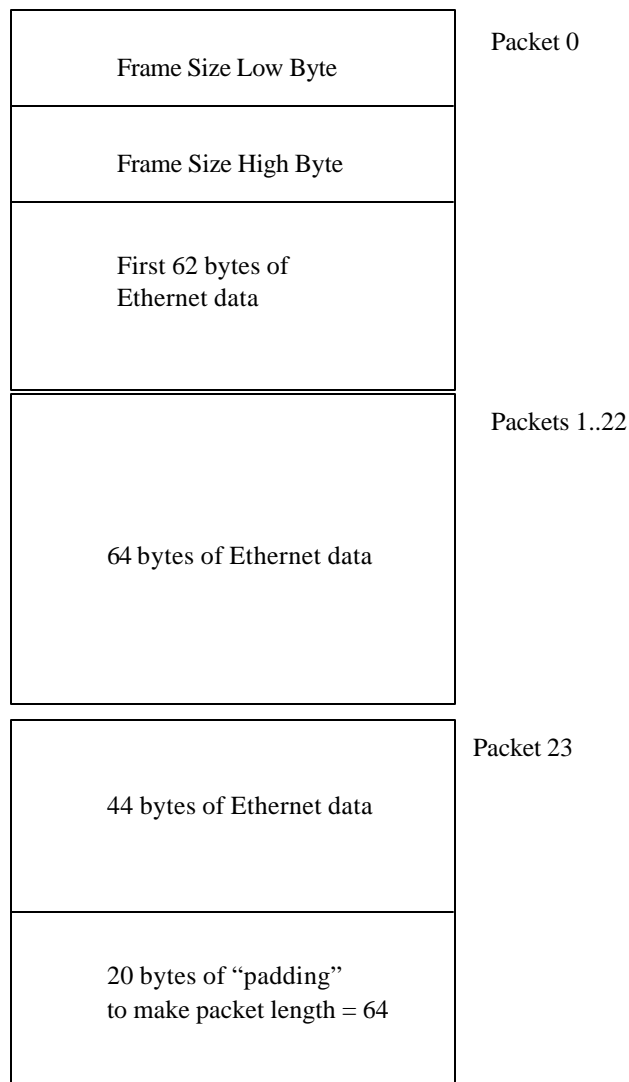 Packet 0
Frame Size Low Byte
Frame Size High Byte
First 62 bytes of
Ethernet data
Packets 1..22
64 bytes of Ethernet data
Packet 23
44 bytes of Ethernet data
20 bytes of “padding”
to make packet length = 64